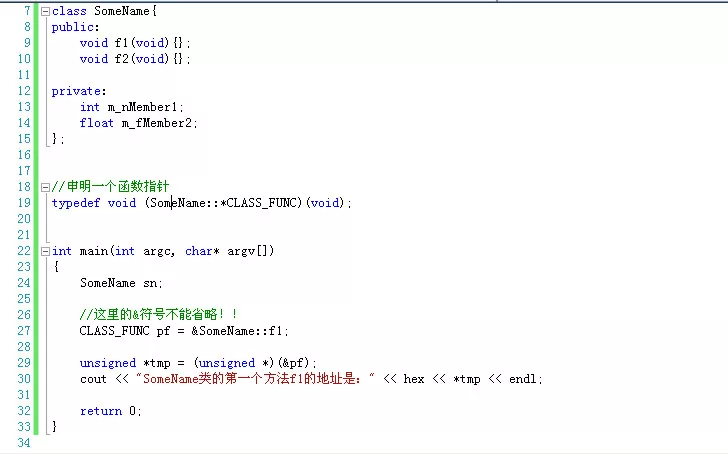 7 class SomeName{
8 public:
9 void f1(void){};
10 void f2(void){};
11
12 private:
13 int m_nMember1;
14 float m_fMember2;
15 };
16
17
18 //申明一个函数指针
19 typedef void (SomeName::*CLASS_FUNC)(void);
20
21
22 int main(int argc, char* argv[])
23 {
24 SomeName sn;
25
26 //这里的&符号不能省略!!
27 CLASS_FUNC pf = &SomeName::f1;
28
29 unsigned *tmp = (unsigned *)(&pf);
30 cout << "SomeName类的第一个方法f1的地址是:" << hex << *tmp << endl;
31
32 return 0;
33 }
34